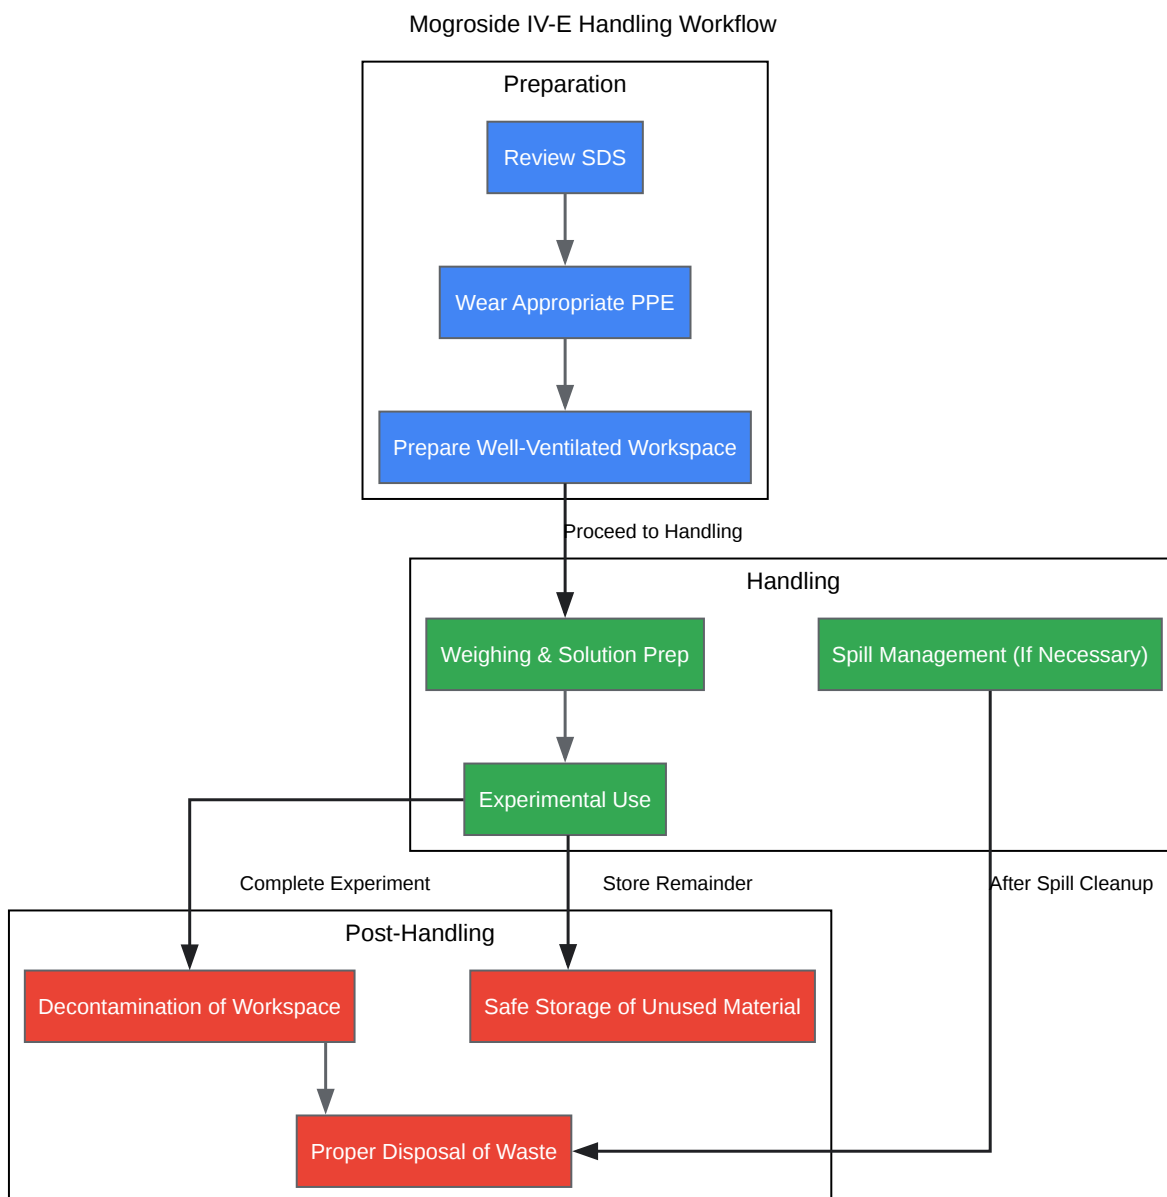 Mogroside IV-E Handling Workflow
Preparation
Review SDS
Wear Appropriate PPE
Prepare Well-Ventilated Workspace
Proceed to Handling
Handling
Weighing & Solution Prep
Spill Management (If Necessary)
Experimental Use
Complete Experiment
Store Remainder
After Spill Cleanup
Post-Handling
Decontamination of Workspace
Safe Storage of Unused Material
Proper Disposal of Waste